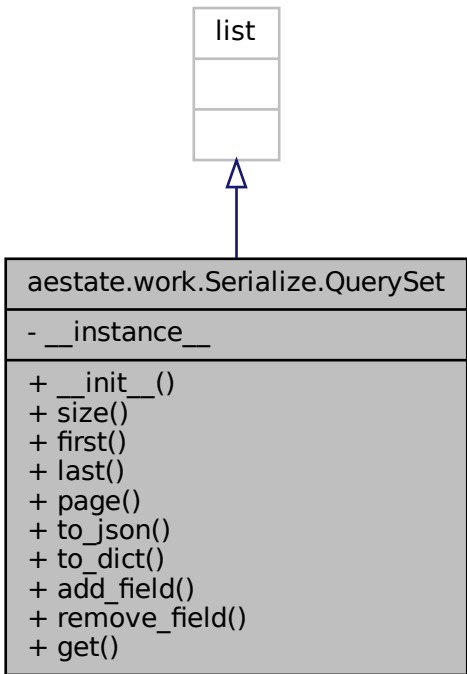 list
aestate.work.Serialize.QuerySet
- __instance__
+ __init__()
+ size()
+ first()
+ last()
+ page()
+ to_json()
+ to_dict()
+ add_field()
+ remove_field()
+ get()